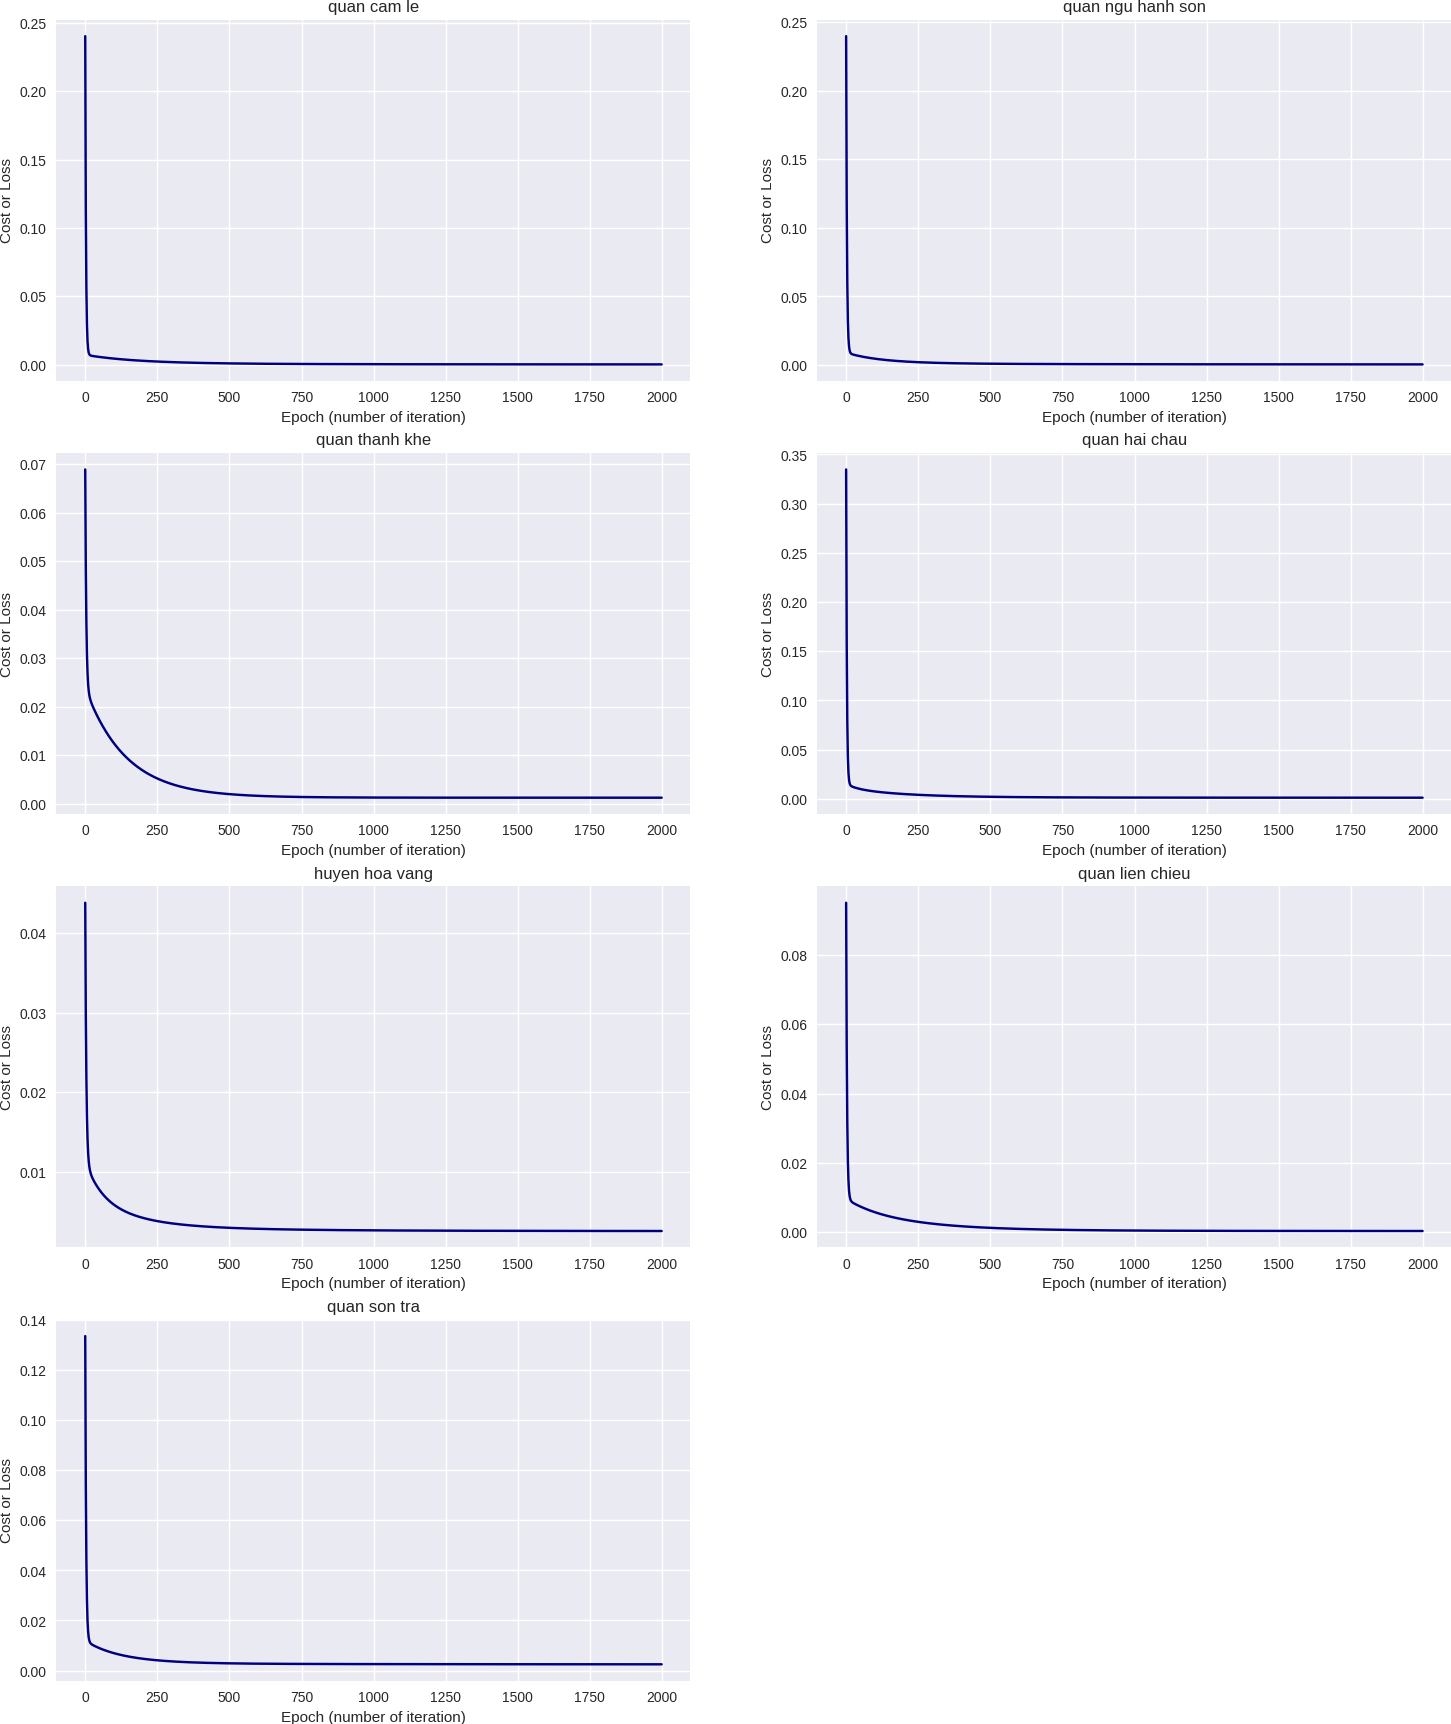 quan cam le
0.25
0.20
0.15
0.10
0.05
0.00
Cost or Loss
0 250 500 750 1000 1250 1500 1750 2000
Epoch (number of iteration)
quan ngu hanh son
0.25
0.20
0.15
0.10
0.05
0.00
Cost or Loss
0 250 500 750 1000 1250 1500 1750 2000
Epoch (number of iteration)
quan thanh khe
0.07
0.06
0.05
0.04
0.03
0.02
0.01
0.00
Cost or Loss
0 250 500 750 1000 1250 1500 1750 2000
Epoch (number of iteration)
quan hai chau
0.35
0.30
0.25
0.20
0.15
0.10
0.05
0.00
Cost or Loss
0 250 500 750 1000 1250 1500 1750 2000
Epoch (number of iteration)
huyen hoa vang
0.04
0.03
0.02
0.01
Cost or Loss
0 250 500 750 1000 1250 1500 1750 2000
Epoch (number of iteration)
quan lien chieu
0.08
0.06
0.04
0.02
0.00
Cost or Loss
0 250 500 750 1000 1250 1500 1750 2000
Epoch (number of iteration)
quan son tra
0.14
0.12
0.10
0.08
0.06
0.04
0.02
0.00
Cost or Loss
0 250 500 750 1000 1250 1500 1750 2000
Epoch (number of iteration)